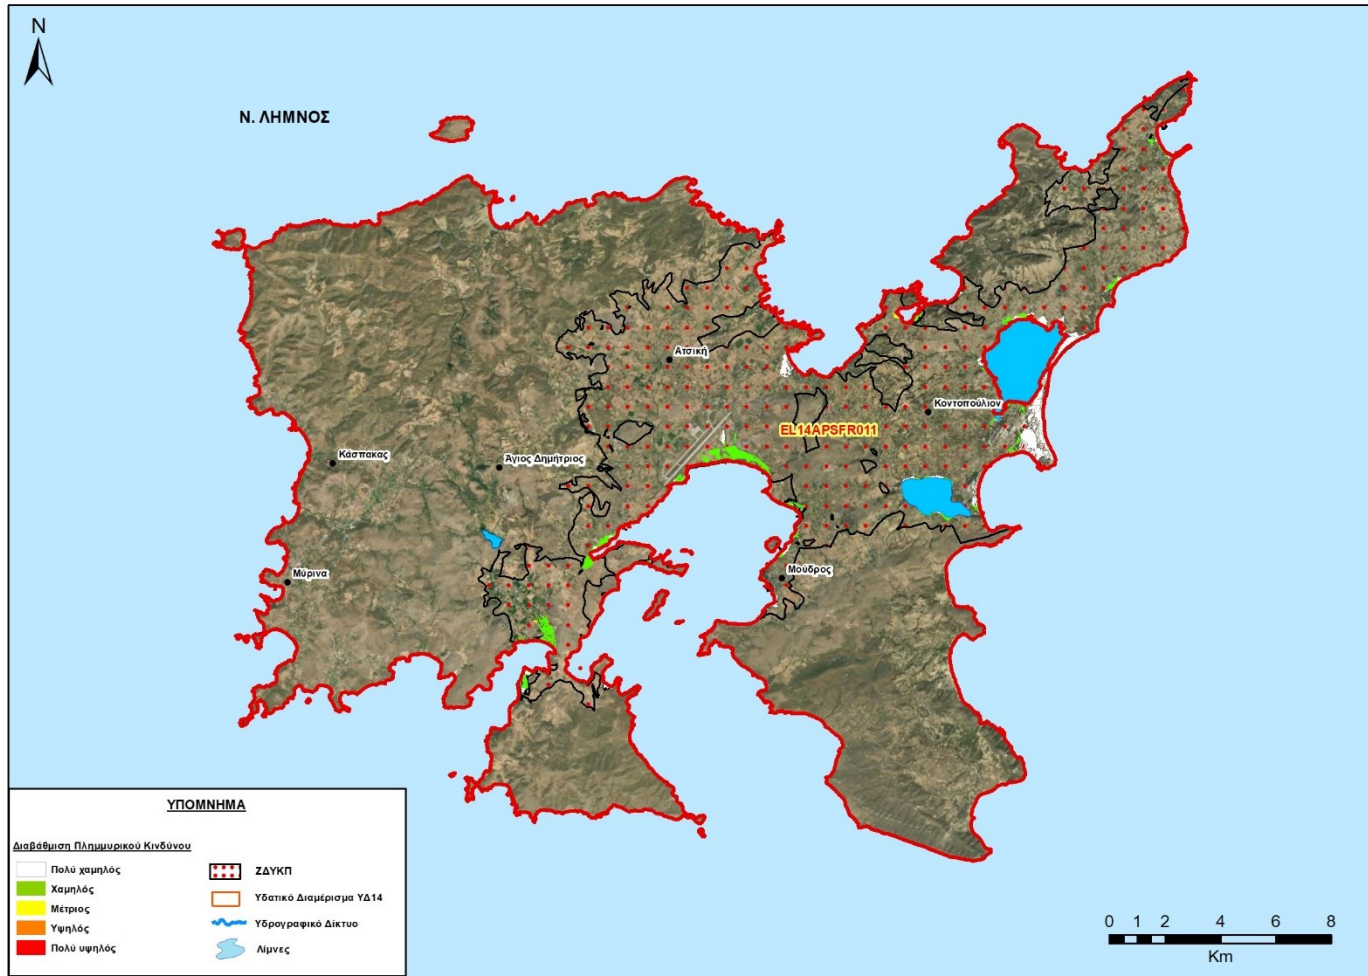 N
Ν. ΛΗΜΝΟΣ
Ατσική
Κοντοπούλιον
EL14APSFR011
Κάσπακας
Άγιος Δημήτριος
Μύρινα
Μούδρος
ΥΠΟΜΝΗΜΑ
Διαβάθμιση Πλημμυρικού Κινδύνου
Πολύ χαμηλός
Χαμηλός
Μέτριος
Υψηλός
Πολύ υψηλός
ΖΔΥΚΠ
Υδατικό Διαμέρισμα ΥΔ14
Υδρογραφικό Δίκτυο
Λίμνες
0 1 2 4 6 8
Km